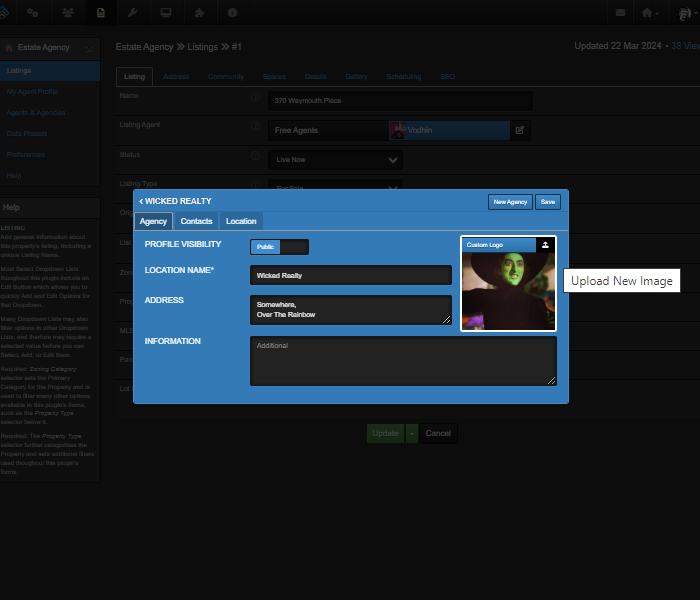 Estate Agency
Estate Agency » Listings » #1
Updated 22 Mar 2024 • 38 View
Listings
My Agent Profile
Agents & Agencies
Data Presets
Preferences
Help
Listing
Address
Community
Spaces
Details
Gallery
Scheduling
SEO
Name
370 Waymouth Place
Listing Agent
Free Agents
Vodhin
Status
Live Now
Listing Type
For Sale
Help
LISTING
Add general information about
this property's listing, including a
unique Listing Name.
Most Select Dropdown Lists
throughout this plugin include an
Edit Button which allows you to
quickly Add and Edit Options for
that Dropdown.
Many Dropdown Lists may also
filter options in other Dropdown
Lists, and therfore may require a
selected value before you can
Select, Add, or Edit them.
Required: Zoning Category
selector sets the Primary
Category for the Property and is
used to filter many other options
available in this plugin's forms,
such as the Property Type
selector below it.
Required: The Property Type
selector further categorizes the
Property and sets additional filters
used thoughout this plugin's
forms.
WICKED REALTY
New Agency
Save
Agency
Contacts
Location
PROFILE VISIBILITY
Public
LOCATION NAME*
Wicked Realty
ADDRESS
Somewhere,
Over The Rainbow
INFORMATION
Additional
Custom Logo
Upload New Image
Update
Cancel